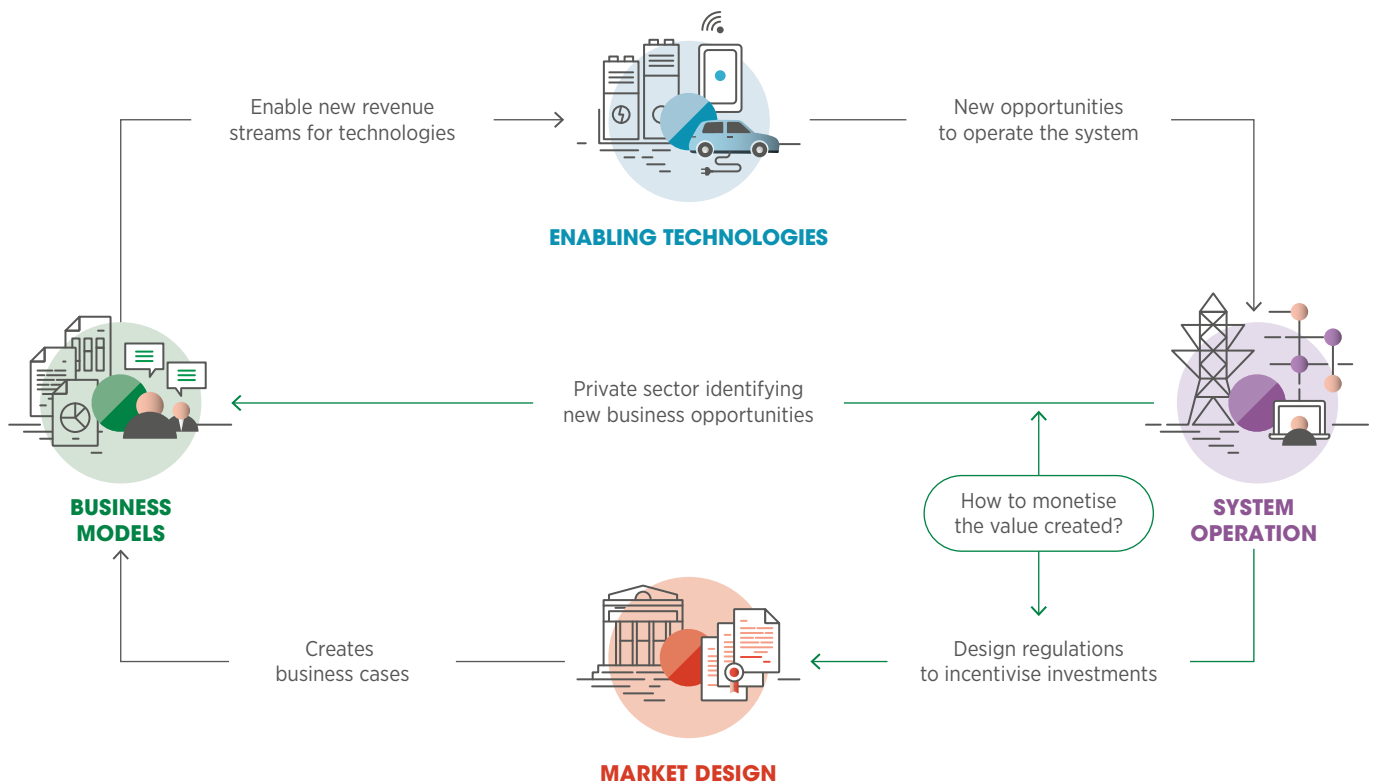 Enable new revenue
streams for technologies
New opportunities
to operate the system
ENABLING TECHNOLOGIES
Private sector identifying
new business opportunities
BUSINESS
MODELS
How to monetise
the value created?
SYSTEM
OPERATION
Creates
business cases
Design regulations
to incentivise investments
MARKET DESIGN